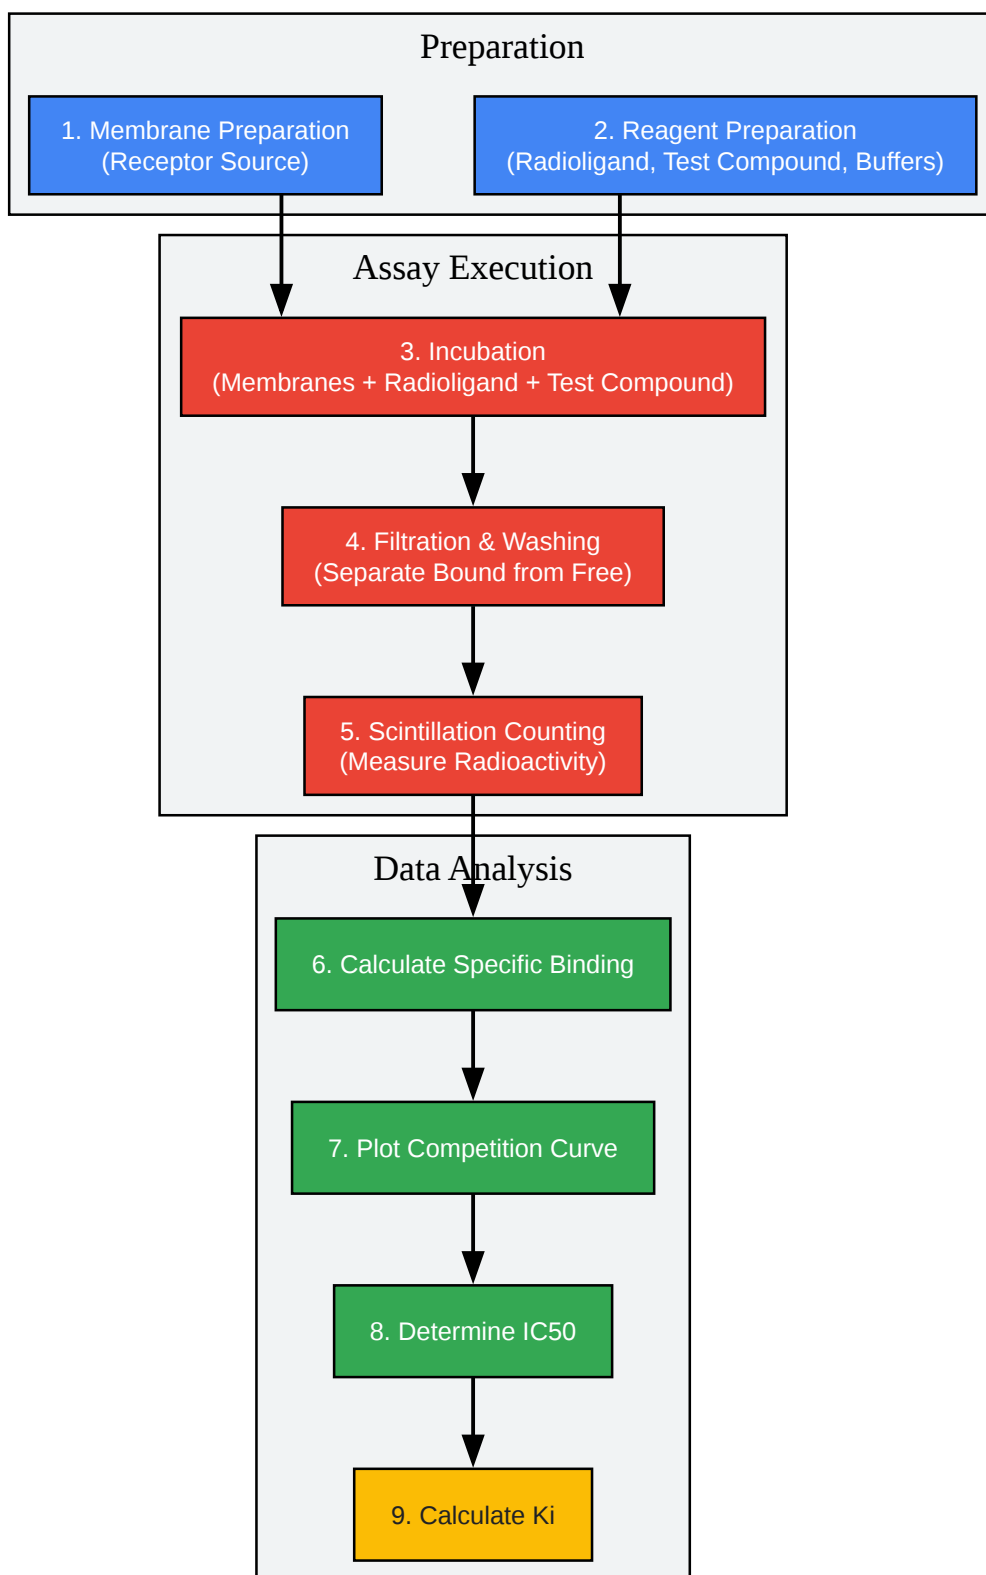 Preparation
1. Membrane Preparation
(Receptor Source)
2. Reagent Preparation
(Radioligand, Test Compound, Buffers)
Assay Execution
3. Incubation
(Membranes + Radioligand + Test Compound)
4. Filtration & Washing
(Separate Bound from Free)
5. Scintillation Counting
(Measure Radioactivity)
Data Analysis
6. Calculate Specific Binding
7. Plot Competition Curve
8. Determine IC50
9. Calculate Ki